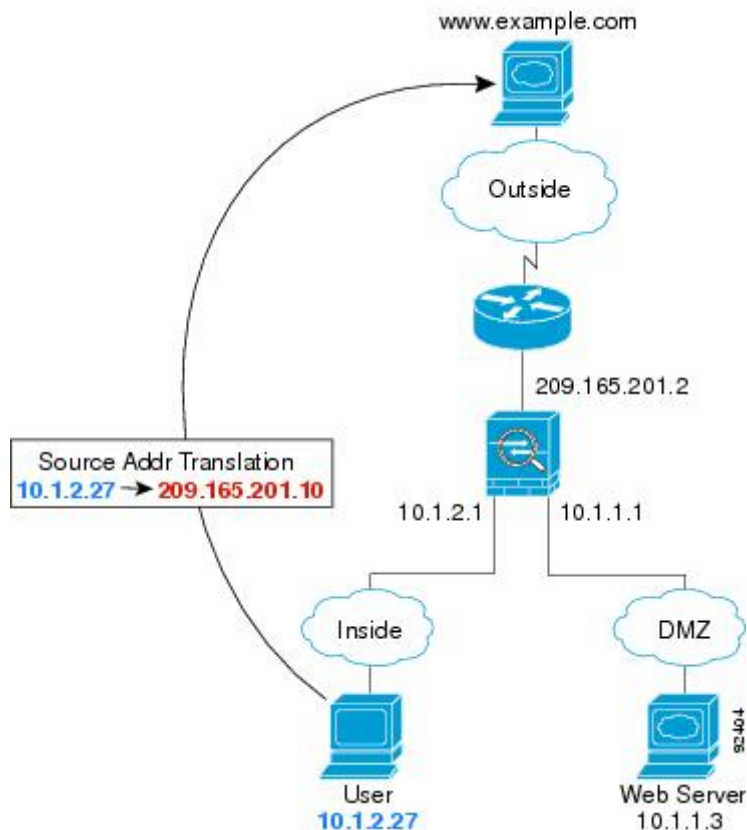 www.example.com
Outside
209.165.201.2
Source Addr Translation
10.1.2.27 → 209.165.201.10
10.1.2.1
10.1.1.1
Inside
DMZ
User
10.1.2.27
Web Server
10.1.1.3
92404